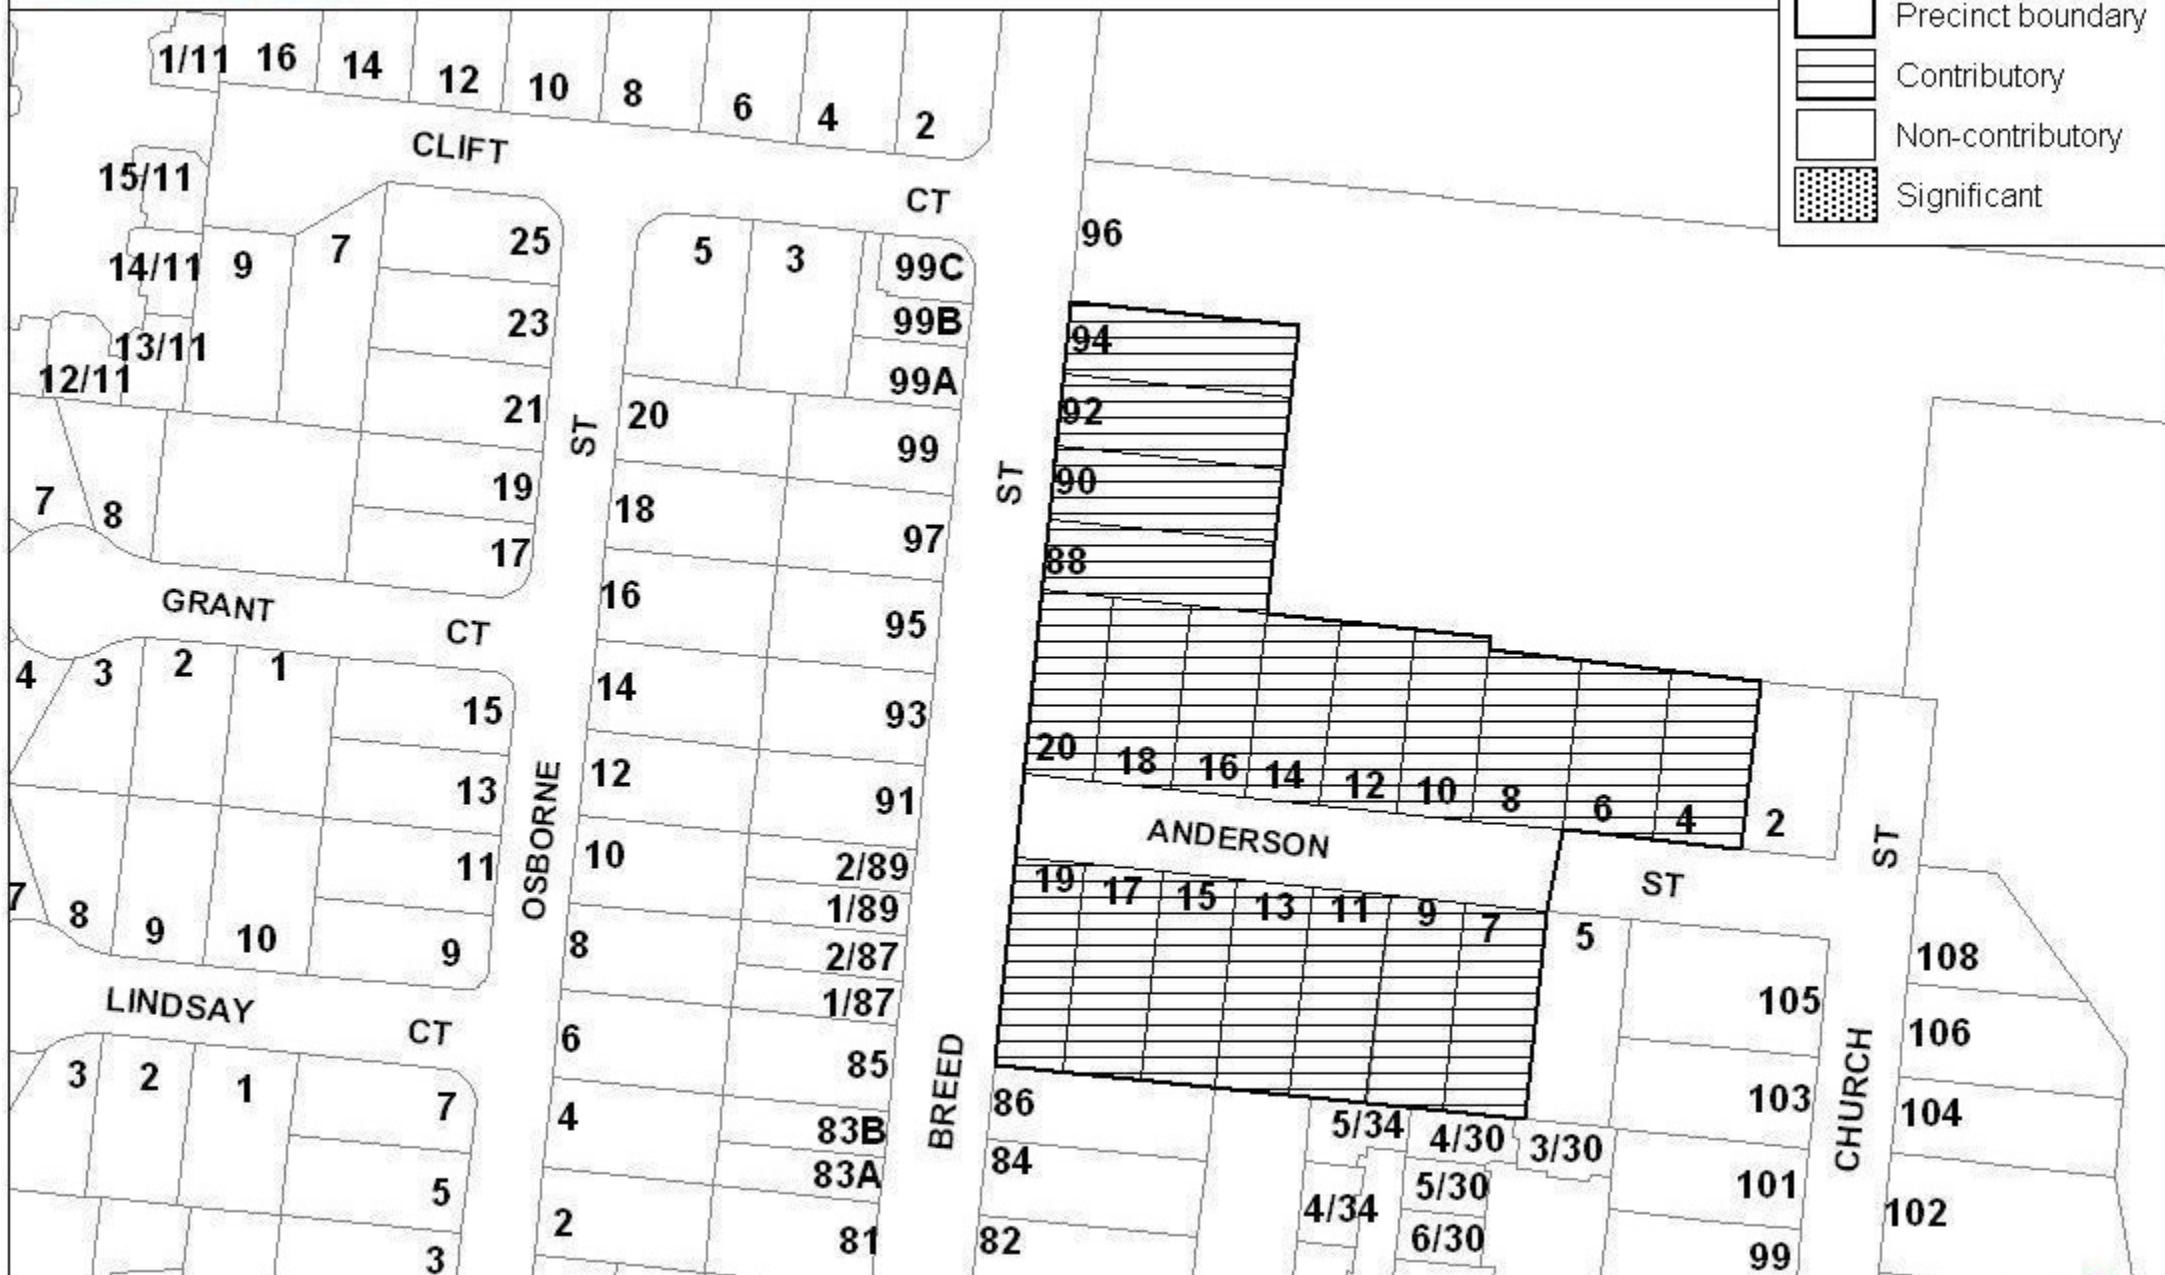 Precinct boundary
Contributory
Non-contributory
Significant
1/11 16 14 12 10 8 6 4 2
CLIFT CT
15/11
14/11 9 7 25 5 3 99C 96
13/11 23 99B 94
12/11 21 20 99A 92
ST 99 ST 90
7 8 19 18 97 88
17 16 95
GRANT CT
4 3 2 1 15 14 93
20 18 16 14 12 10 8 6 4 2
13 12 91
ANDERSON ST
OSBORNE
11 10 2/89
19 17 15 13 11 9 7 5
1/89
7 8 9 10 9 8 2/87
ST
108
105
1/87
LINDSAY CT
6 85
106
3 2 1 7 4 83B
BREED
86 5/34 4/30 3/30 103
CHURCH
104
5 83A 84 5/30 101
4/34
2 81 82 6/30 102
3 99